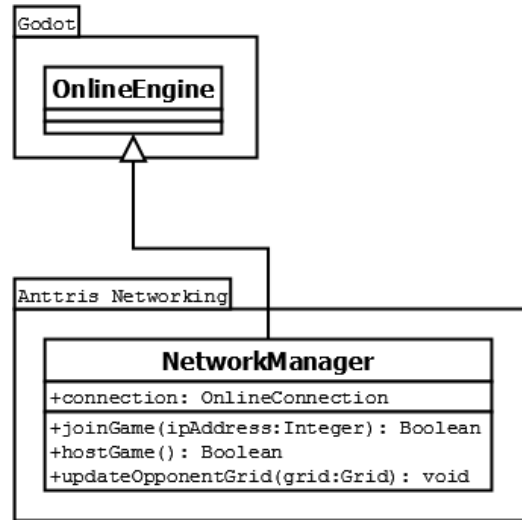 Godot
OnlineEngine
Anttris Networking
NetworkManager
+connection: OnlineConnection
+joinGame(ipAddress:Integer): Boolean
+hostGame(): Boolean
+updateOpponentGrid(grid:Grid): void